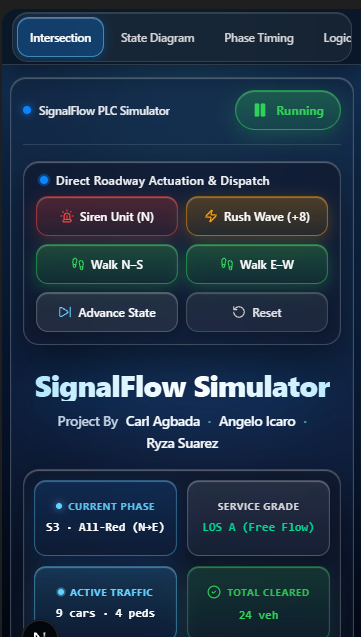 Intersection State Diagram Phase Timing Logic
SignalFlow PLC Simulator Running
Direct Roadway Actuation & Dispatch
Siren Unit (N) Rush Wave (+8)
Walk N–S Walk E–W
Advance State Reset
SignalFlow Simulator
Project By Carl Agbada · Angelo Icaro ·
Ryza Suarez
CURRENT PHASE
S3 · All-Red (N→E)
SERVICE GRADE
LOS A (Free Flow)
ACTIVE TRAFFIC
9 cars · 4 peds
TOTAL CLEARED
24 veh